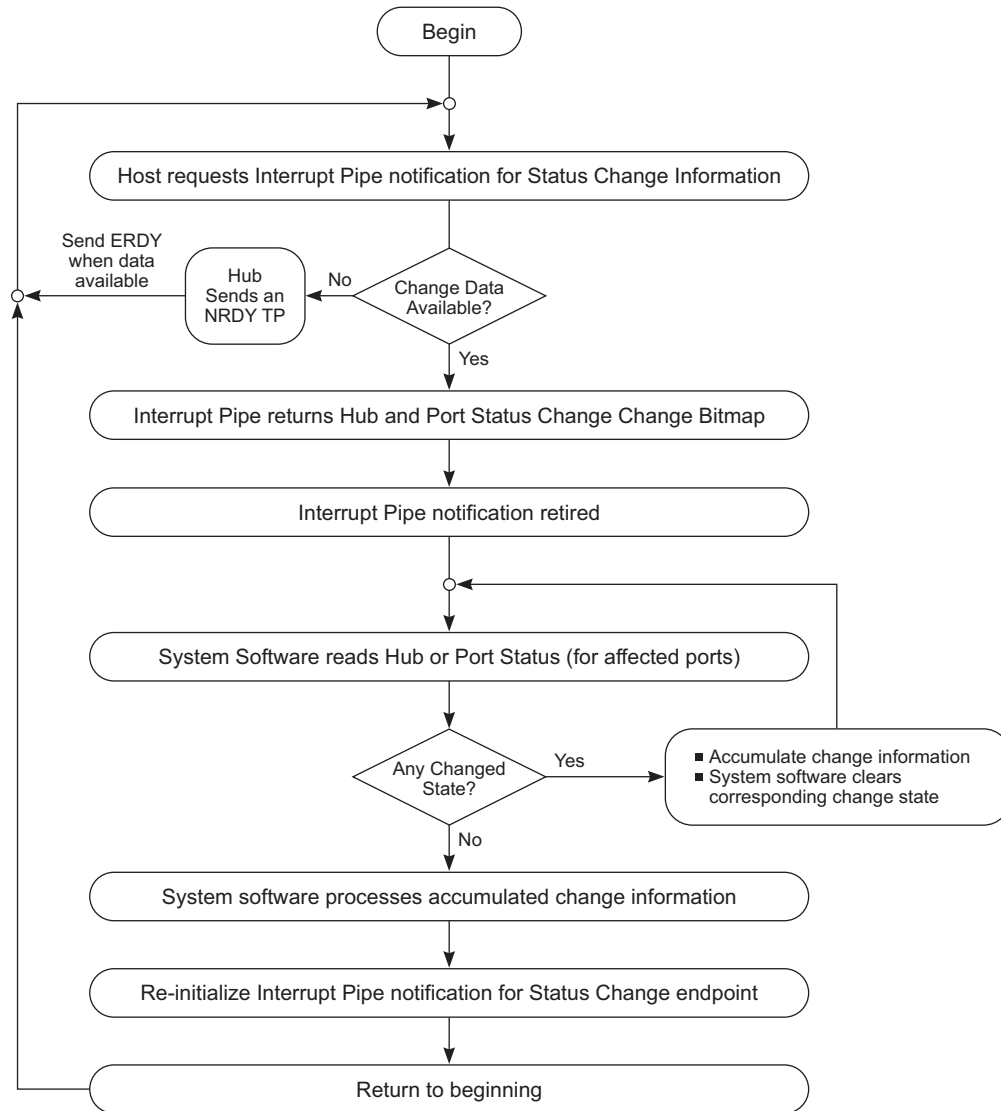 Begin
Host requests Interrupt Pipe notification for Status Change Information
Send ERDY
when data
available
Hub
Sends an
NRDY TP
No
Change Data
Available?
Yes
Interrupt Pipe returns Hub and Port Status Change Change Bitmap
Interrupt Pipe notification retired
System Software reads Hub or Port Status (for affected ports)
Any Changed
State?
Yes
■ Accumulate change information
■ System software clears
corresponding change state
No
System software processes accumulated change information
Re-initialize Interrupt Pipe notification for Status Change endpoint
Return to beginning